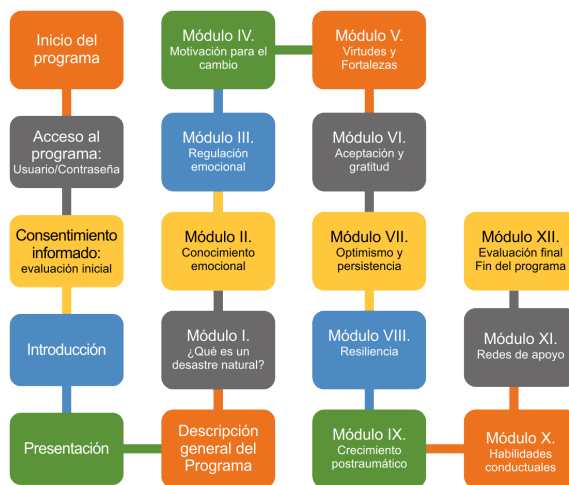 Inicio del
programa
Acceso al
programa:
Usuario/Contraseña
Consentimiento
informado:
evaluación inicial
Introducción
Presentación
Descripción
general del
Programa
Módulo I.
¿Qué es un
desastre natural?
Módulo II.
Conocimiento
emocional
Módulo III.
Regulación
emocional
Módulo IV.
Motivación para el
cambio
Módulo V.
Virtudes y
Fortalezas
Módulo VI.
Aceptación y
gratitud
Módulo VII.
Optimismo y
persistencia
Módulo VIII.
Resiliencia
Módulo IX.
Crecimiento
postraumático
Módulo X.
Habilidades
conductuales
Módulo XI.
Redes de apoyo
Módulo XII.
Evaluación final
Fin del programa